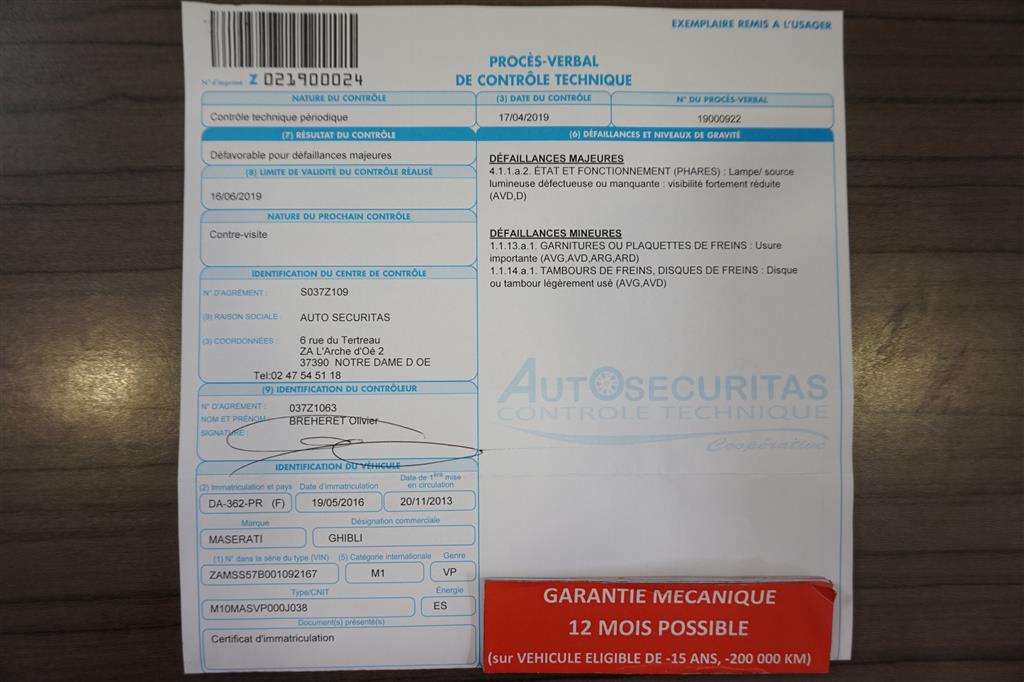 EXEMPLAIRE REMIS A L'USAGER
N° d'imprimé Z 021900024
PROCÈS-VERBAL
DE CONTRÔLE TECHNIQUE
NATURE DU CONTRÔLE
Contrôle technique périodique
(3) DATE DU CONTRÔLE
17/04/2019
N° DU PROCÈS-VERBAL
19000922
(7) RÉSULTAT DU CONTRÔLE
Défavorable pour défaillances majeures
(8) LIMITE DE VALIDITÉ DU CONTRÔLE RÉALISÉ
16/06/2019
NATURE DU PROCHAIN CONTRÔLE
Contre-visite
IDENTIFICATION DU CENTRE DE CONTRÔLE
N° D'AGRÉMENT : S037Z109
(9) RAISON SOCIALE : AUTO SECURITAS
(3) COORDONNÉES : 6 rue du Tertreau
ZA L'Arche d'Oé 2
37390 NOTRE DAME D OE
Tel:02 47 54 51 18
(9) IDENTIFICATION DU CONTRÔLEUR
N° D'AGRÉMENT : 037Z1063
NOM ET PRÉNOM : BREHERET Olivier
SIGNATURE :
IDENTIFICATION DU VÉHICULE
(2) Immatriculation et pays
DA-362-PR (F)
Date d'immatriculation
19/05/2016
Date de 1ère mise
en circulation
20/11/2013
Marque
MASERATI
Désignation commerciale
GHIBLI
(1) N° dans la série du type (VIN)
ZAMSS57B001092167
(5) Catégorie internationale
M1
Genre
VP
Type/CNIT
M10MASVP000J038
Énergie
ES
Document(s) présenté(s)
Certificat d'immatriculation
(6) DÉFAILLANCES ET NIVEAUX DE GRAVITÉ
DÉFAILLANCES MAJEURES
4.1.1.a.2. ÉTAT ET FONCTIONNEMENT (PHARES) : Lampe/ source
lumineuse défectueuse ou manquante : visibilité fortement réduite
(AVD,D)
DÉFAILLANCES MINEURES
1.1.13.a.1. GARNITURES OU PLAQUETTES DE FREINS : Usure
importante (AVG,AVD,ARG,ARD)
1.1.14.a.1. TAMBOURS DE FREINS, DISQUES DE FREINS : Disque
ou tambour légèrement usé (AVG,AVD)
AUTOSECURITAS
CONTROLE TECHNIQUE
Coopérative
GARANTIE MECANIQUE
12 MOIS POSSIBLE
(sur VEHICULE ELIGIBLE DE -15 ANS, -200 000 KM)